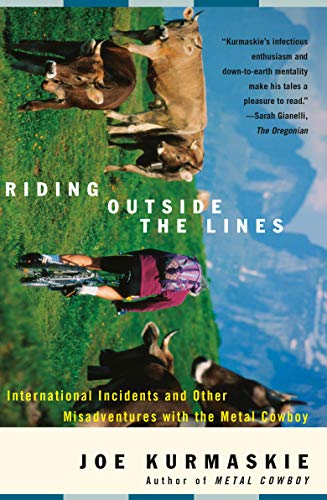 “Kurmaskie's infectious
enthusiasm and
down-to-earth mentality
make his tales a
pleasure to read.”
—Sarah Gianelli,
The Oregonian
RIDING
OUTSIDE
THE LINES
International Incidents and Other
Misadventures with the Metal Cowboy
JOE KURMASKIE
Author of METAL COWBOY